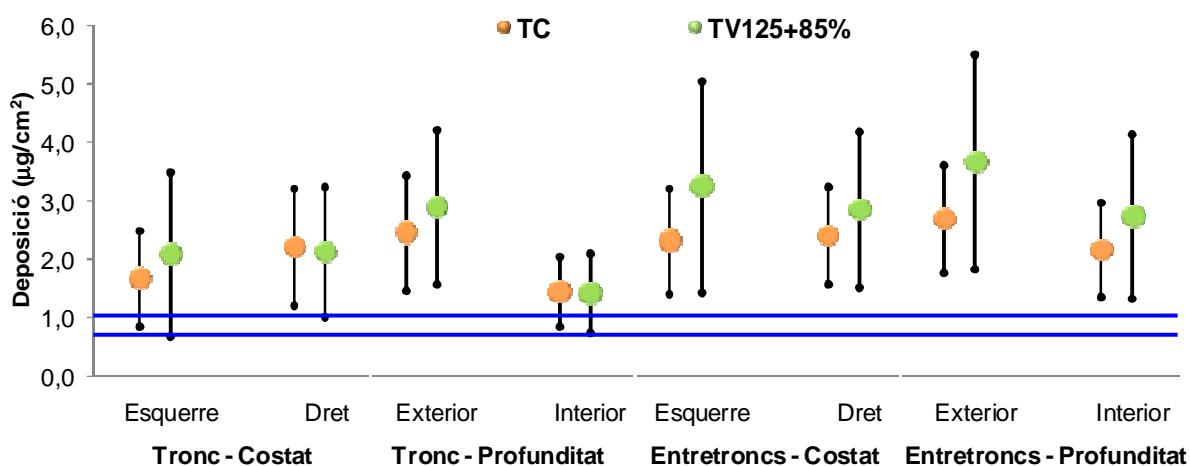 6,0
5,0
4,0
3,0
2,0
1,0
0,0
Deposició (µg/cm²)
TC TV125+85%
Esquerre Dret Exterior Interior Esquerre Dret Exterior Interior
Tronc - Costat Tronc - Profunditat Entretroncs - Costat Entretroncs - Profunditat